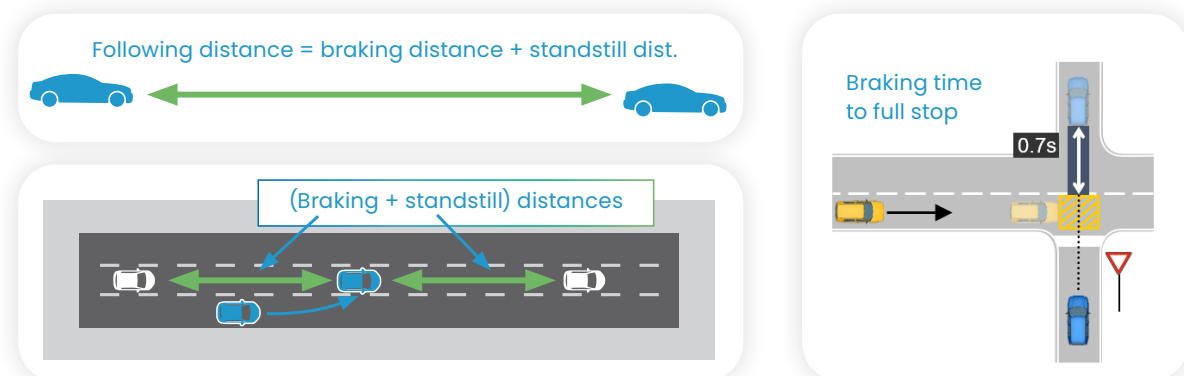 Following distance = braking distance + standstill dist.
(Braking + standstill) distances
Braking time
to full stop
0.7s